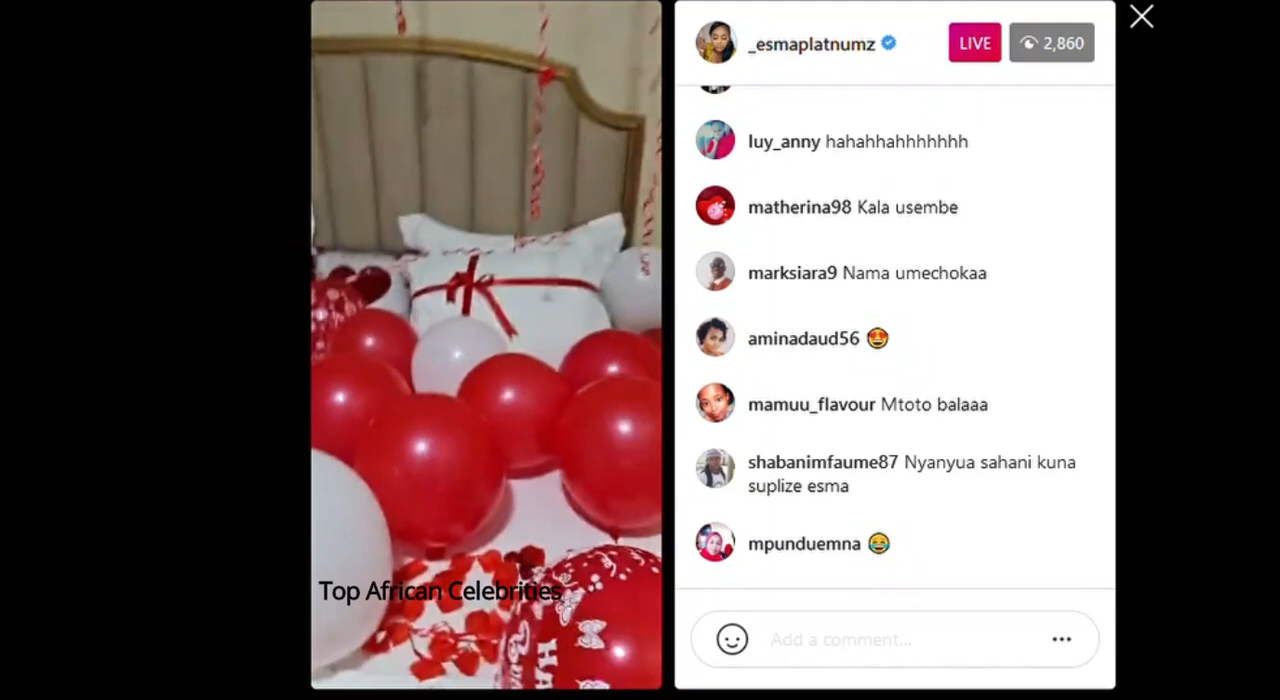 _esmaplatnumz
LIVE
2,860
luy_anny hahahhahhhhhhh
matherina98 Kala usembe
marksiara9 Nama umechokaa
aminadaud56 😍
mamuu_flavour Mtoto balaaa
shabanimfaume87 Nyanyua sahani kuna
suplize esma
mpunduemna 😂
Top African Celebrities
HA
Add a comment...